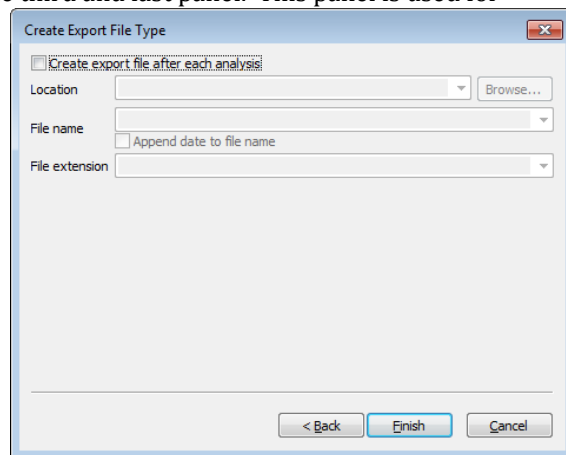 third and last panel. This panel is used for
Create Export File Type
Create export file after each analysis
Location
Browse...
File name
Append date to file name
File extension
< Back
Finish
Cancel